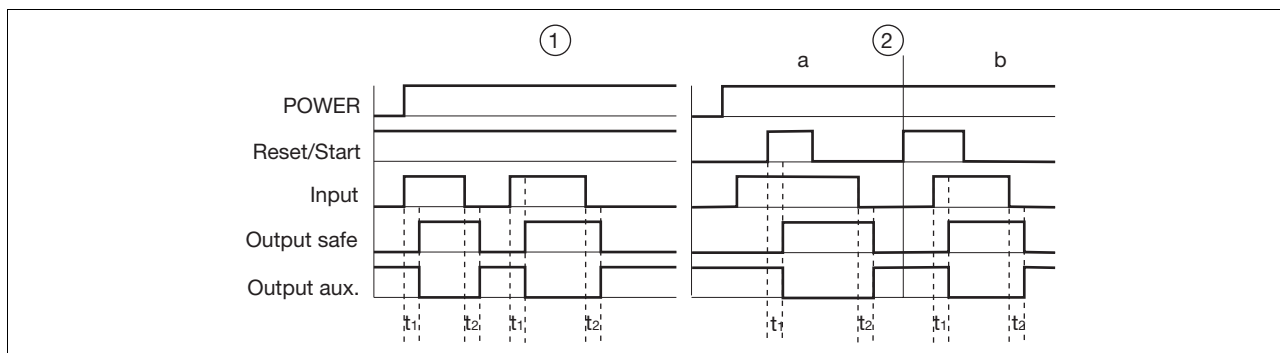 1 2
a b
POWER
Reset/Start
Input
Output safe
Output aux.
t1 t2 t1 t2 t1 t2 t1 t2